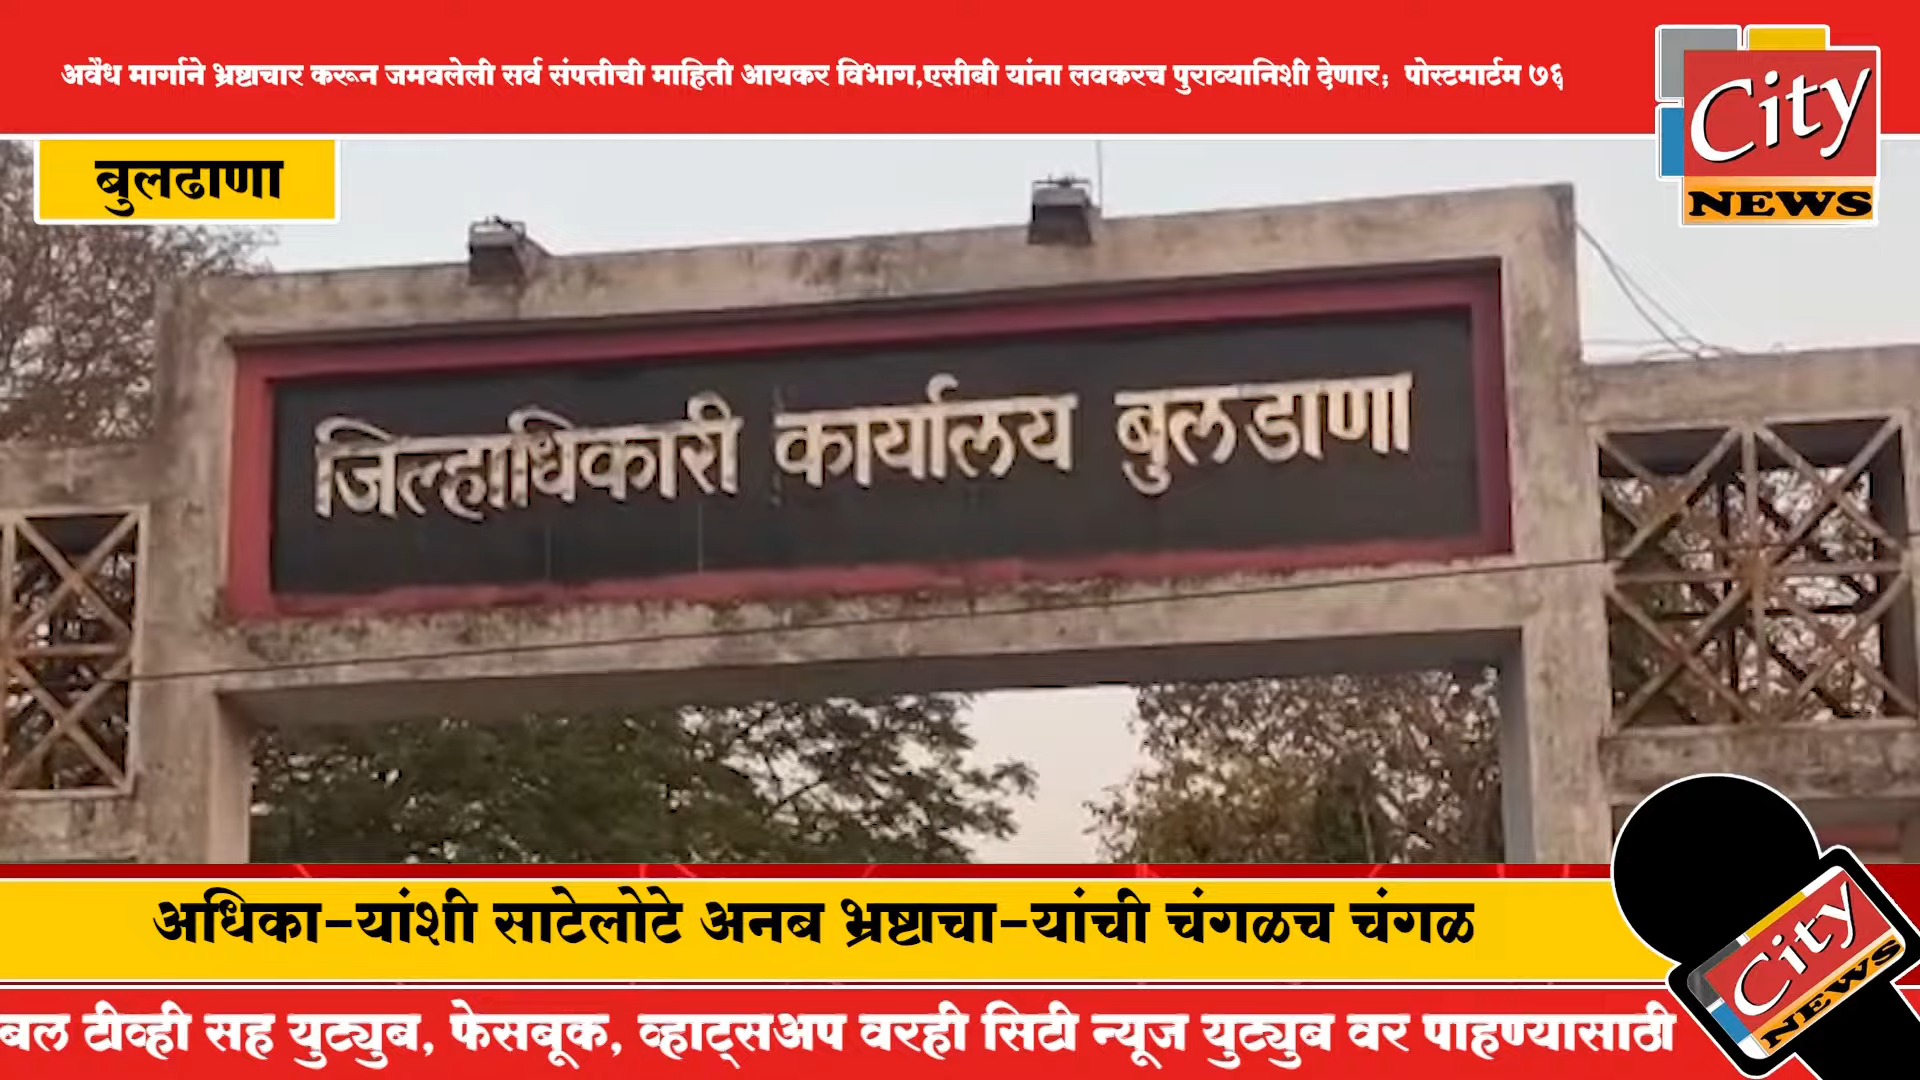 अवैध मार्गाने भ्रष्टाचार करून जमवलेली सर्व संपत्तीची माहिती आयकर विभाग,एसीबी यांना लवकरच पुराव्यानिशी देणार; पोस्टमार्टम ७६
City
NEWS
बुलढाणा
जिल्हाधिकारी कार्यालय बुलडाणा
अधिका-यांशी साटेलोटे अनब भ्रष्टाचा-यांची चंगळच चंगळ
City
NEWS
बल टीव्ही सह युट्युब, फेसबूक, व्हाट्सअप वरही सिटी न्यूज युट्युब वर पाहण्यासाठी